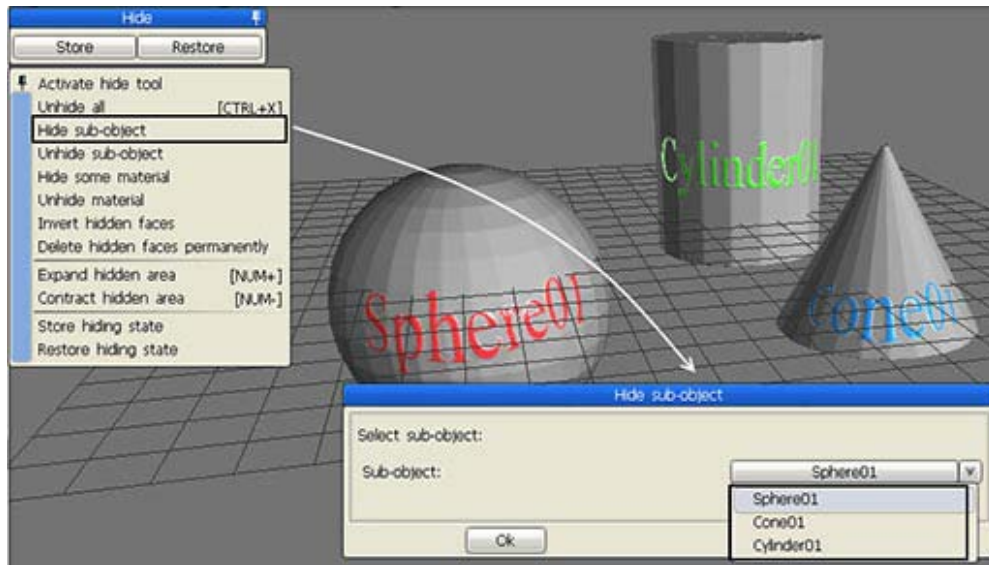 Hide
Store Restore
Activate hide tool
Unhide all [CTRL+X]
Hide sub-object
Unhide sub-object
Hide some material
Unhide material
Invert hidden faces
Delete hidden faces permanently
Expand hidden area [NUM+]
Contract hidden area [NUM-]
Store hiding state
Restore hiding state
Cylinder01
Sphere01
Cone01
Hide sub-object
Select sub-object:
Sub-object: Sphere01
Sphere01
Cone01
Cylinder01
Ok